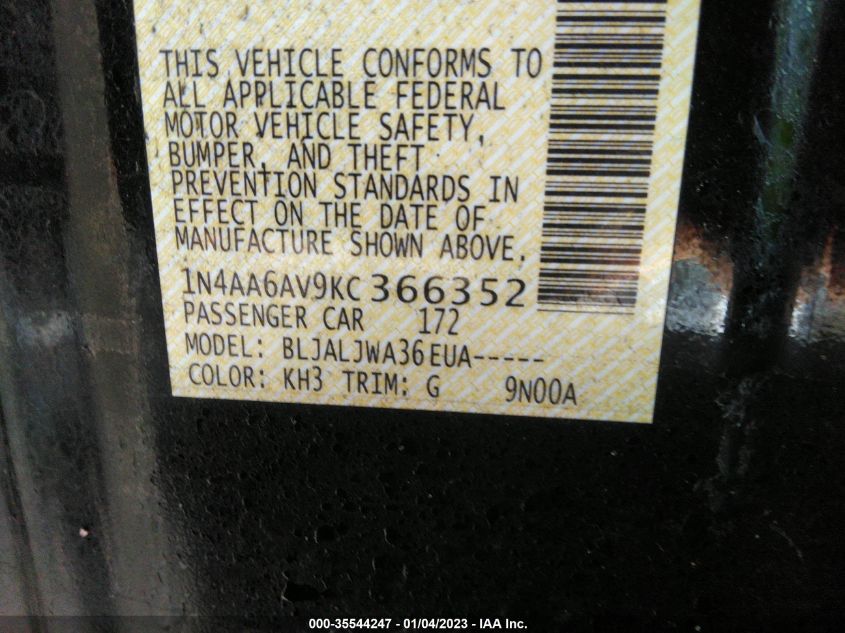 THIS VEHICLE CONFORMS TO
ALL APPLICABLE FEDERAL
MOTOR VEHICLE SAFETY,
BUMPER, AND THEFT
PREVENTION STANDARDS IN
EFFECT ON THE DATE OF
MANUFACTURE SHOWN ABOVE.
1N4AA6AV9KC366352
PASSENGER CAR 172
MODEL: BLJALJWA36EUA-----
COLOR: KH3 TRIM: G 9N00A
000-35544247 - 01/04/2023 - IAA Inc.